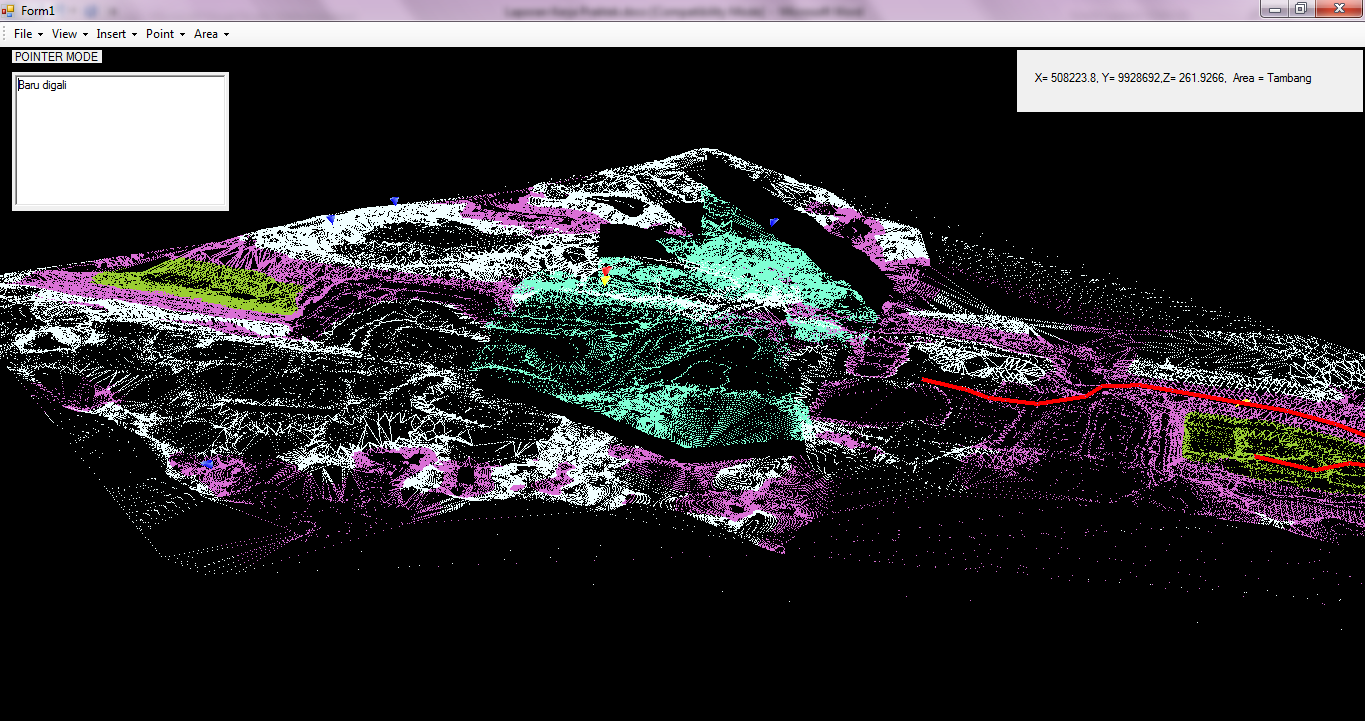 Form1
File View Insert Point Area
POINTER MODE
Baru digali
X= 508223.8, Y= 9928692,Z= 261.9266, Area = Tambang